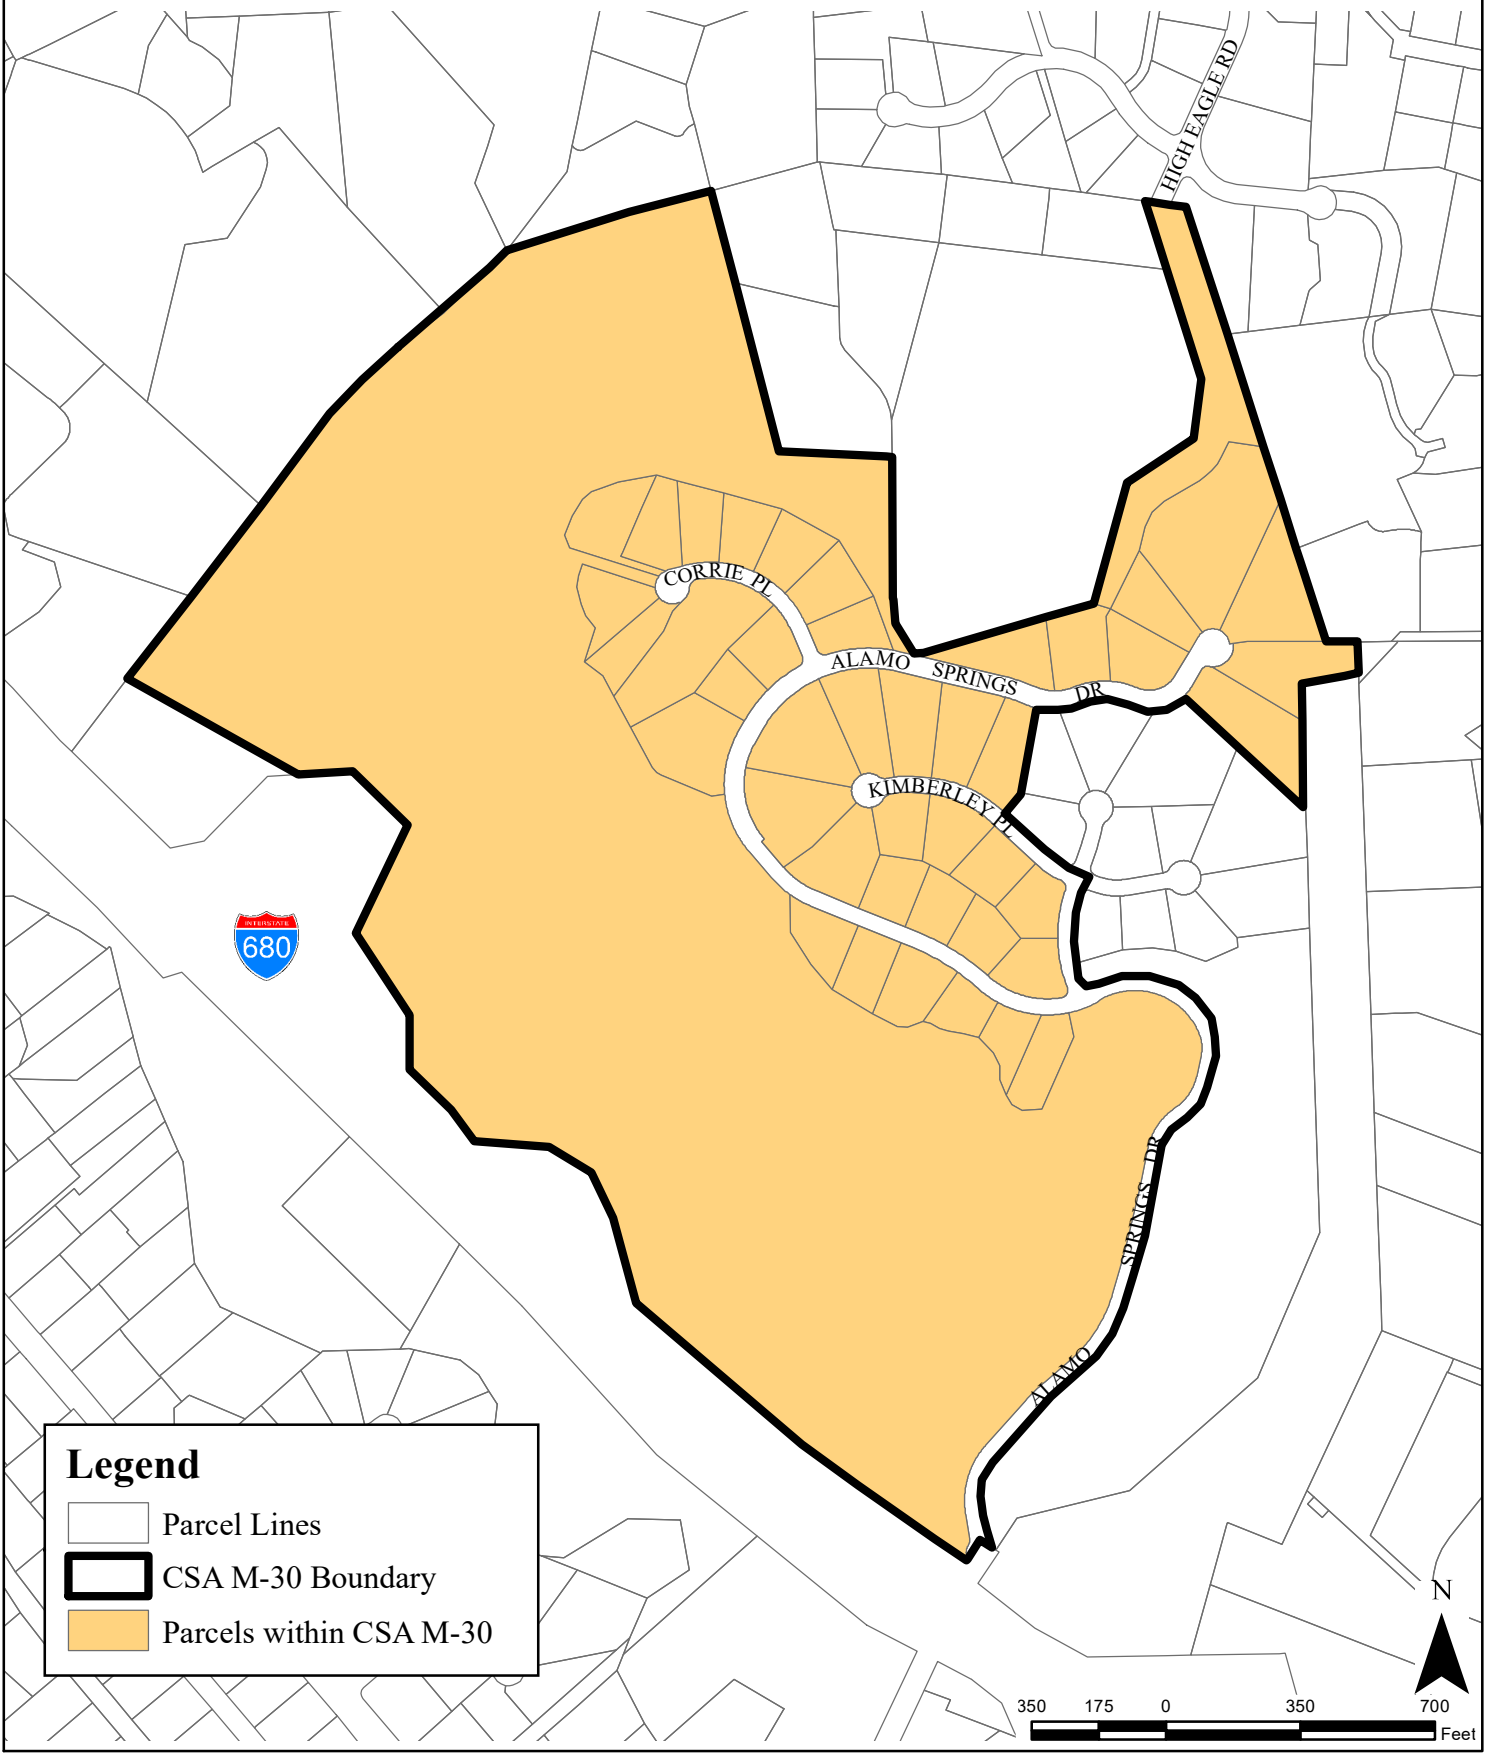 HIGH EAGLE RD
CORRIE PL
ALAMO SPRINGS DR
KIMBERLEY PL
INTERSTATE
680
ALAMO SPRINGS DR
Legend
Parcel Lines
CSA M-30 Boundary
Parcels within CSA M-30
N
350 175 0 350 700
Feet